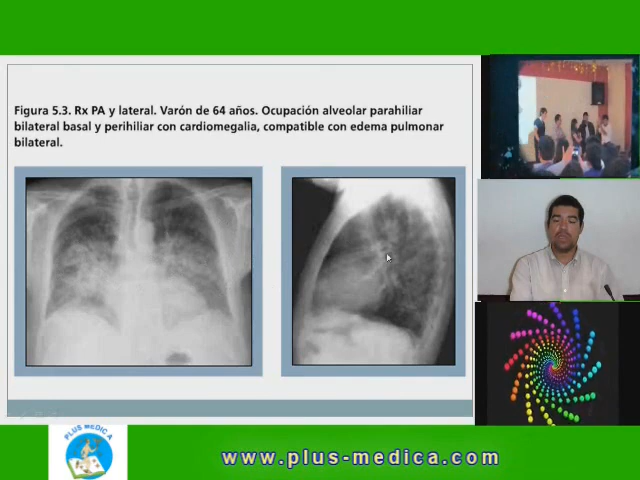 Figura 5.3. Rx PA y lateral. Varón de 64 años. Ocupación alveolar parahiliar
bilateral basal y perihiliar con cardiomegalia, compatible con edema pulmonar
bilateral.
PLUS MEDICA
www.plus-medica.com